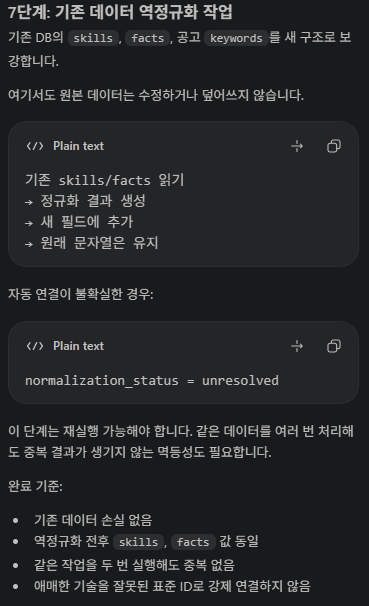 7단계: 기존 데이터 역정규화 작업
기존 DB의 skills, facts, 공고 keywords를 새 구조로 보
강합니다.
여기서도 원본 데이터는 수정하거나 덮어쓰지 않습니다.
</> Plain text
기존 skills/facts 읽기
→ 정규화 결과 생성
→ 새 필드에 추가
→ 원래 문자열은 유지
자동 연결이 불확실한 경우:
</> Plain text
normalization_status = unresolved
이 단계는 재실행 가능해야 합니다. 같은 데이터를 여러 번 처리해
도 중복 결과가 생기지 않는 멱등성도 필요합니다.
완료 기준:
• 기존 데이터 손실 없음
• 역정규화 전후 skills, facts 값 동일
• 같은 작업을 두 번 실행해도 중복 없음
• 애매한 기술을 잘못된 표준 ID로 강제 연결하지 않음